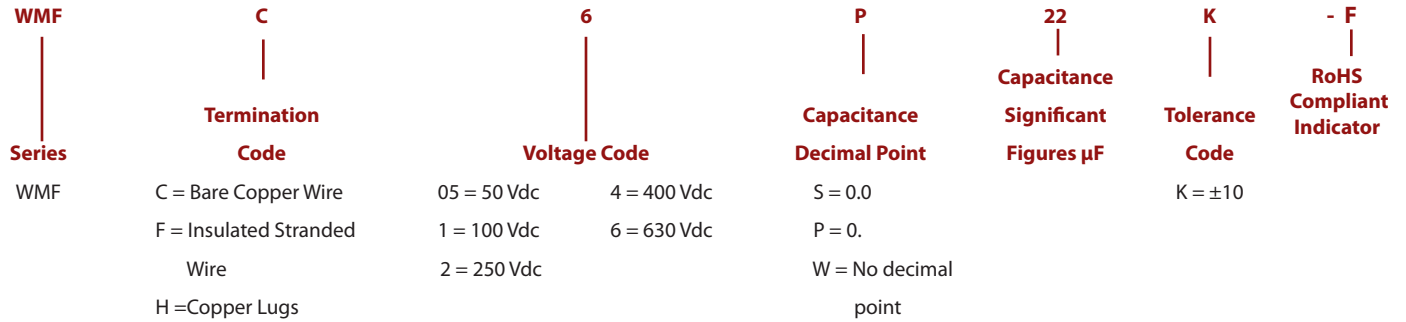 WMF C 6 P 22 K - F
Series
WMF
Termination
Code
C = Bare Copper Wire
F = Insulated Stranded
Wire
H =Copper Lugs
Voltage Code
05 = 50 Vdc 4 = 400 Vdc
1 = 100 Vdc 6 = 630 Vdc
2 = 250 Vdc
Capacitance
Decimal Point
S = 0.0
P = 0.
W = No decimal
point
Capacitance
Significant
Figures µF
Tolerance
Code
K = ±10
RoHS
Compliant
Indicator